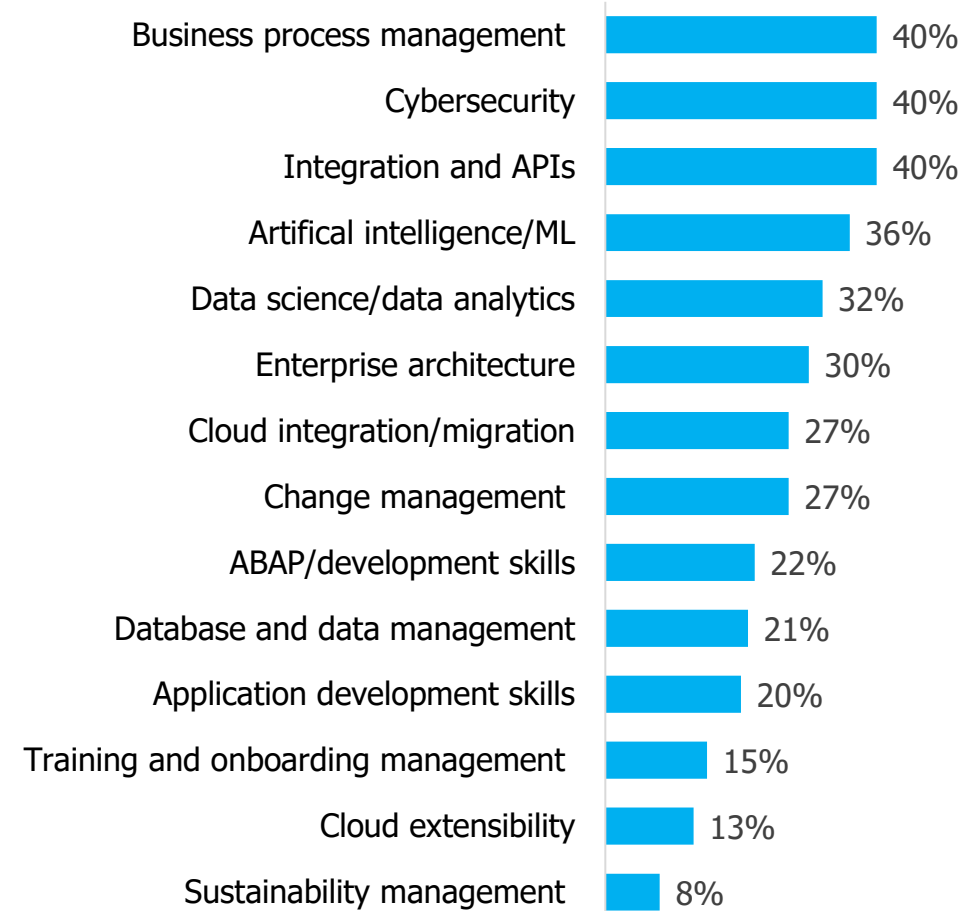 Business process management 40%
Cybersecurity 40%
Integration and APIs 40%
Artifical intelligence/ML 36%
Data science/data analytics 32%
Enterprise architecture 30%
Cloud integration/migration 27%
Change management 27%
ABAP/development skills 22%
Database and data management 21%
Application development skills 20%
Training and onboarding management 15%
Cloud extensibility 13%
Sustainability management 8%